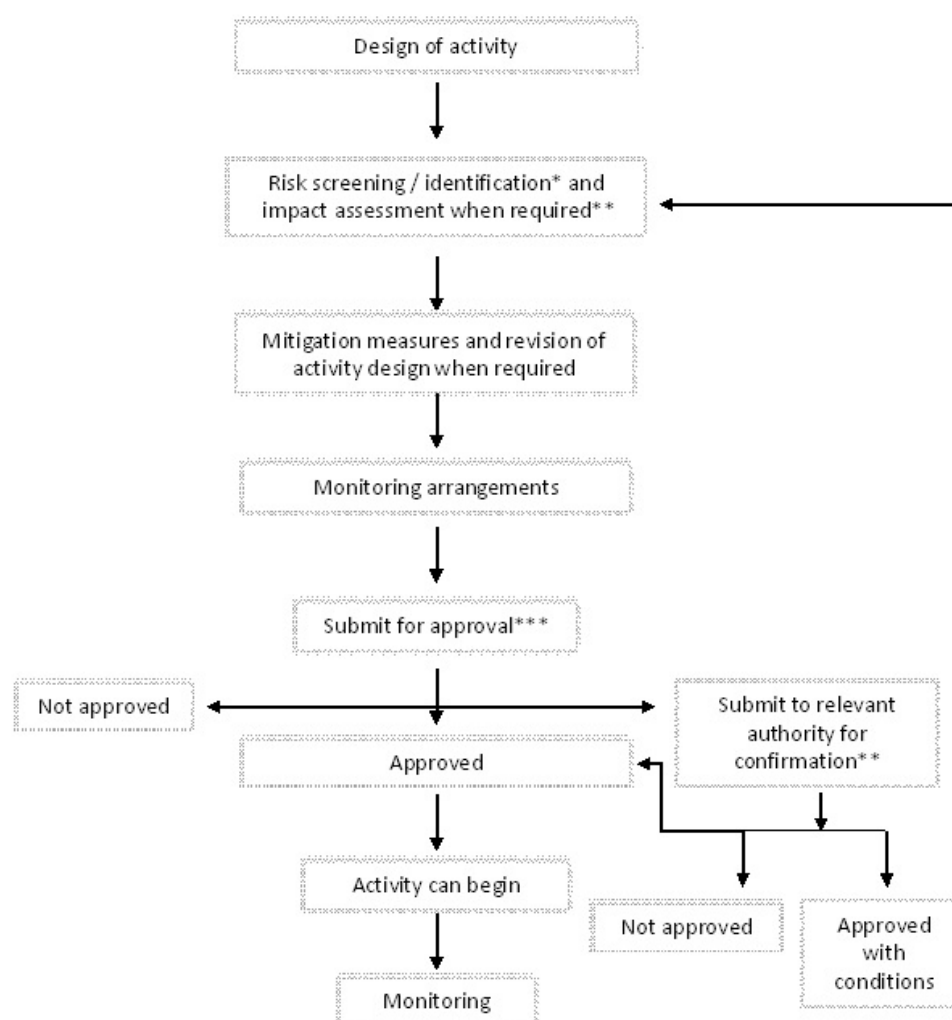 Design of activity
Risk screening / identification* and
impact assessment when required**
Mitigation measures and revision of
activity design when required
Monitoring arrangements
Submit for approval***
Not approved
Submit to relevant
authority for
confirmation**
Approved
Activity can begin
Not approved
Approved
with
conditions
Monitoring